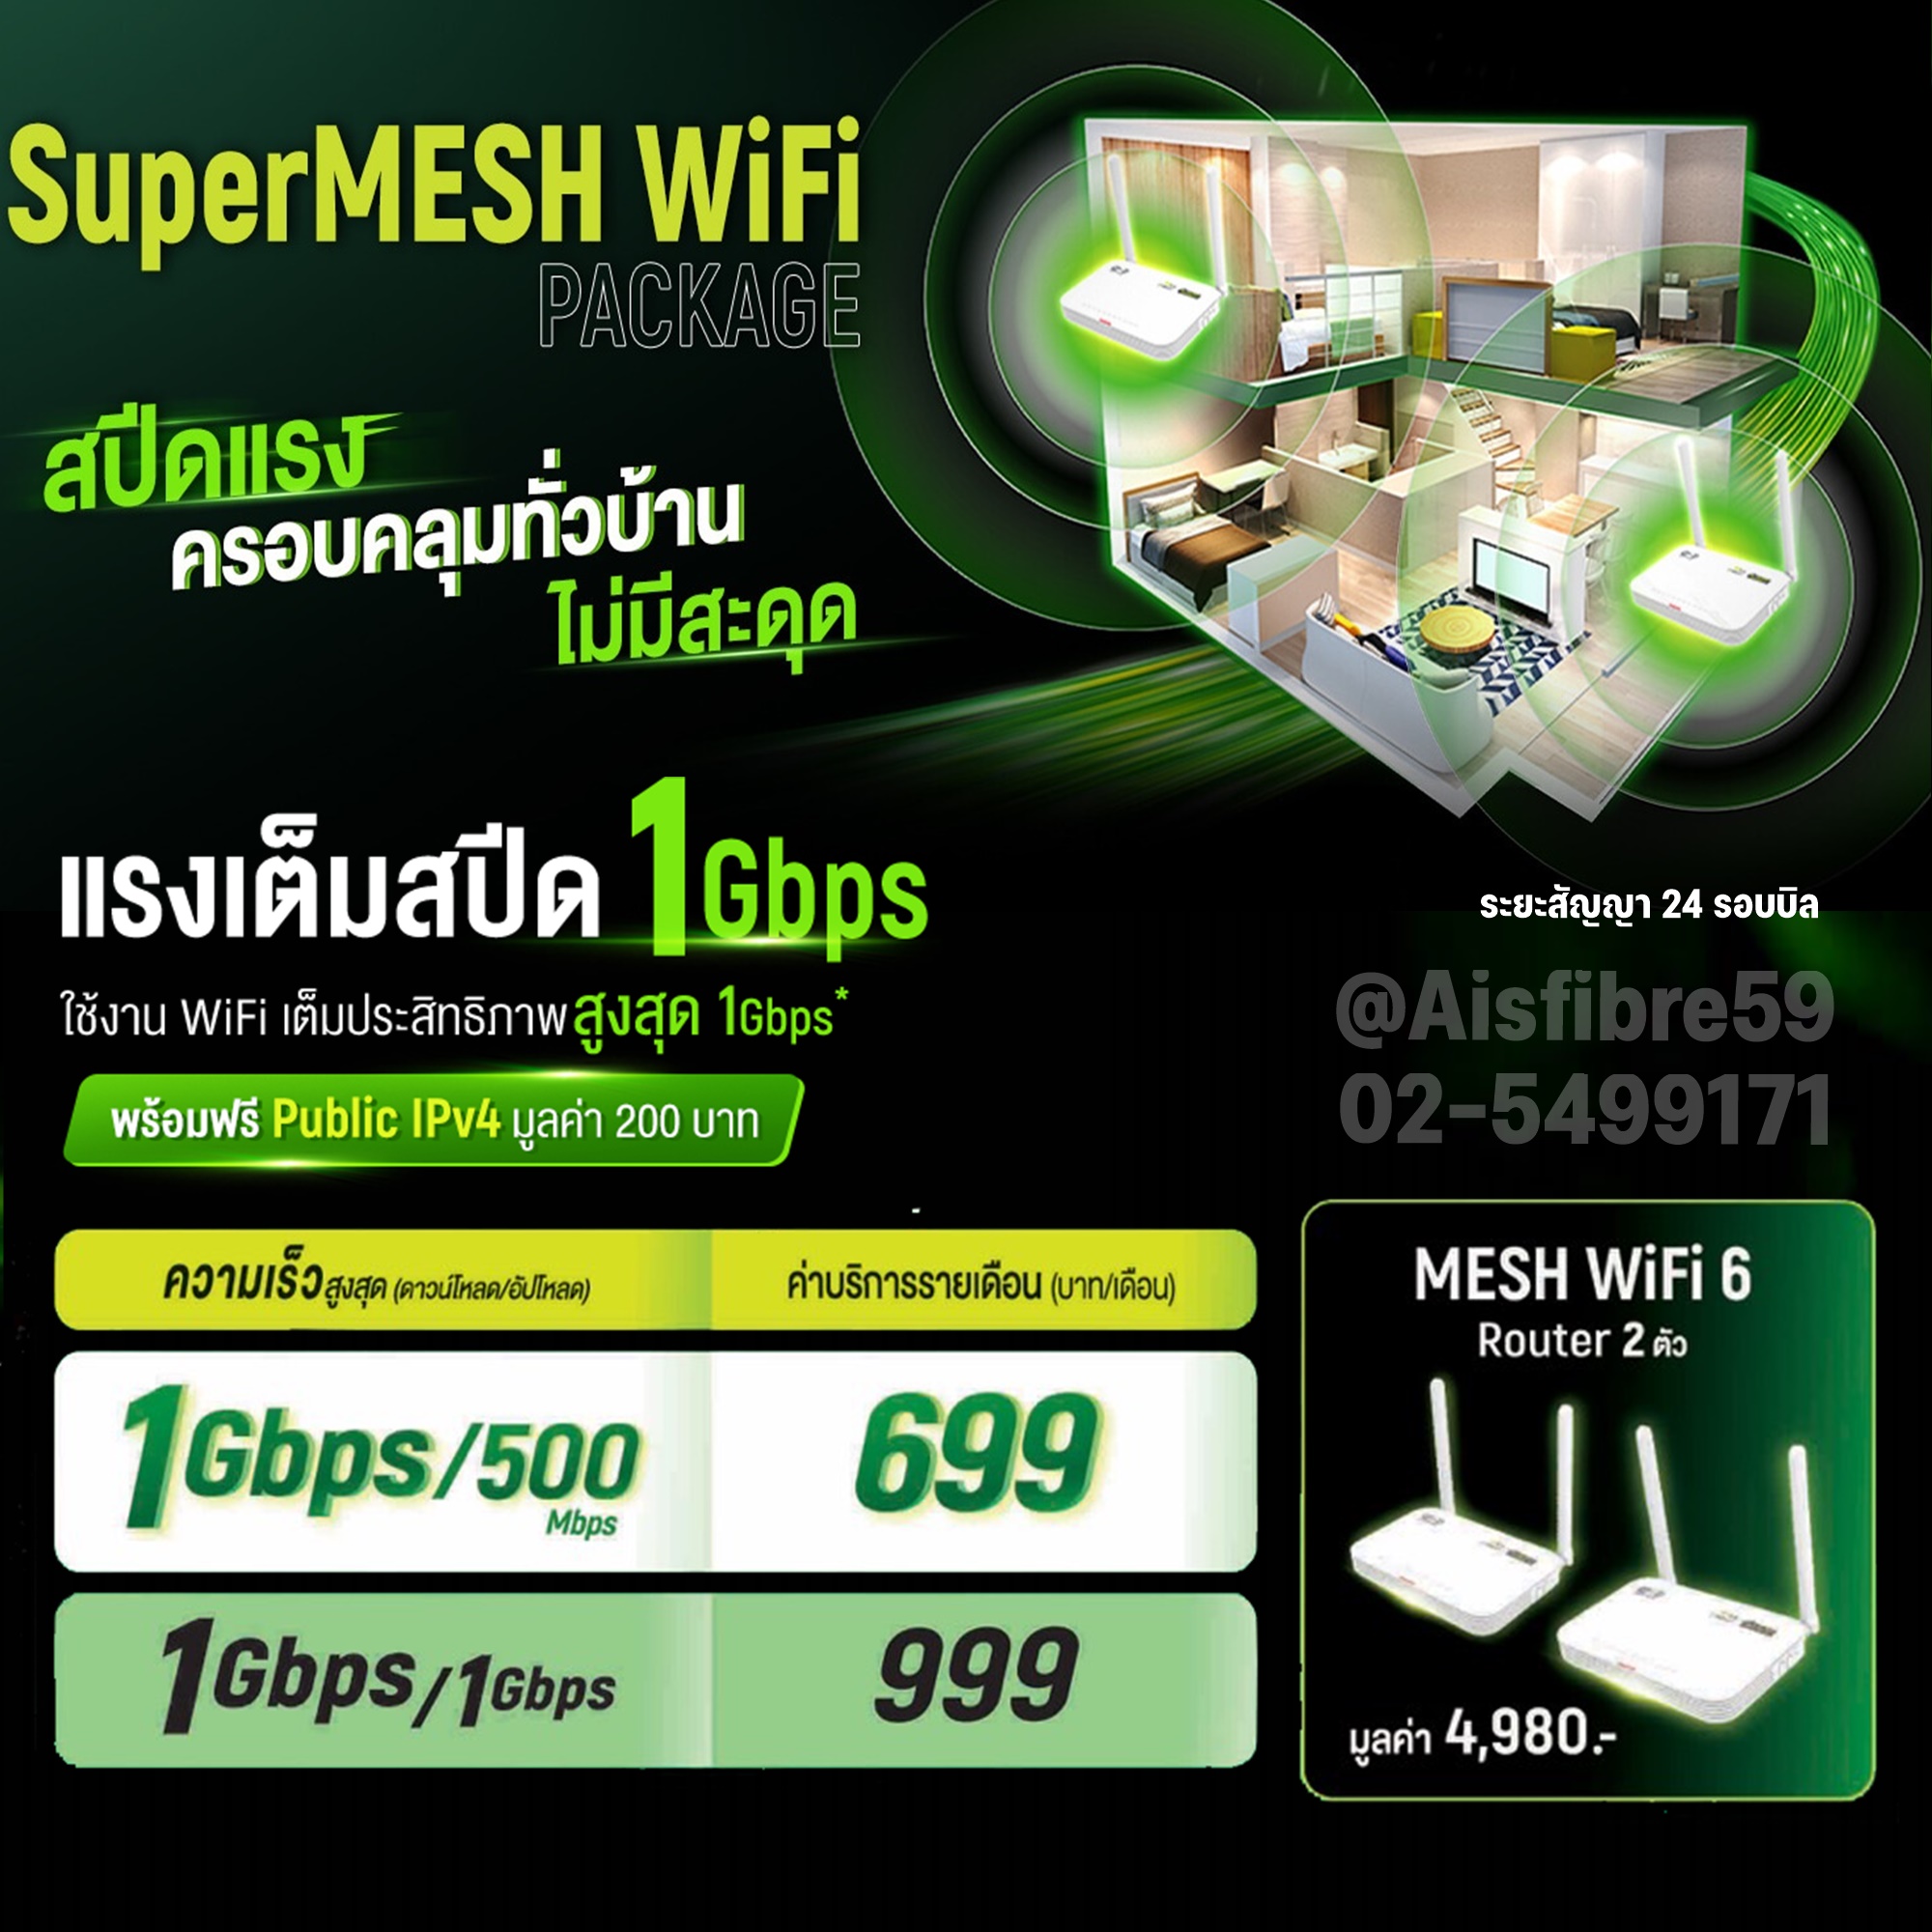 SuperMESH WiFi
PACKAGE
สปีดแรง
ครอบคลุมทั่วบ้าน
ไม่มีสะดุด
แรงเต็มสปีด 1Gbps
ใช้งาน WiFi เต็มประสิทธิภาพสูงสุด 1Gbps*
พร้อมฟรี Public IPv4 มูลค่า 200 บาท
ระยะสัญญา 24 รอบบิล
@Aisfibre59
02-5499171
ความเร็วสูงสุด (ดาวน์โหลด/อัปโหลด) ค่าบริการรายเดือน (บาท/เดือน)
1Gbps/500 Mbps 699
1Gbps/1Gbps 999
MESH WiFi 6
Router 2 ตัว
มูลค่า 4,980.-